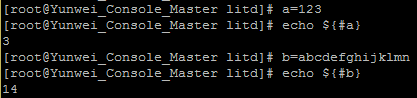 [root@Yunwei_Console_Master litd]# a=123
[root@Yunwei_Console_Master litd]# echo ${#a}
3
[root@Yunwei_Console_Master litd]# b=abcdefghijklmn
[root@Yunwei_Console_Master litd]# echo ${#b}
14